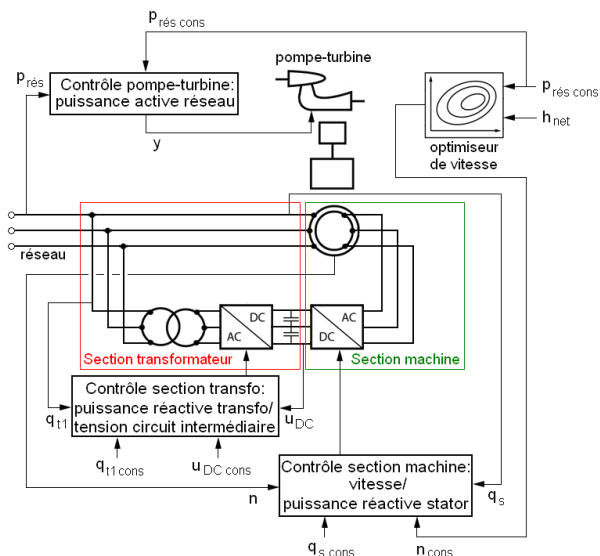 p rés cons
pompe-turbine
p rés
Contrôle pompe-turbine:
puissance active réseau
y
p rés cons
h net
optimiseur
de vitesse
réseau
DC
AC
AC
DC
Section transformateur
Section machine
Contrôle section transfo:
puissance réactive transfo/
tension circuit intermédiaire
q t1
u DC
q t1 cons
u DC cons
Contrôle section machine:
vitesse/
puissance réactive stator
n
q s
q s cons
n cons